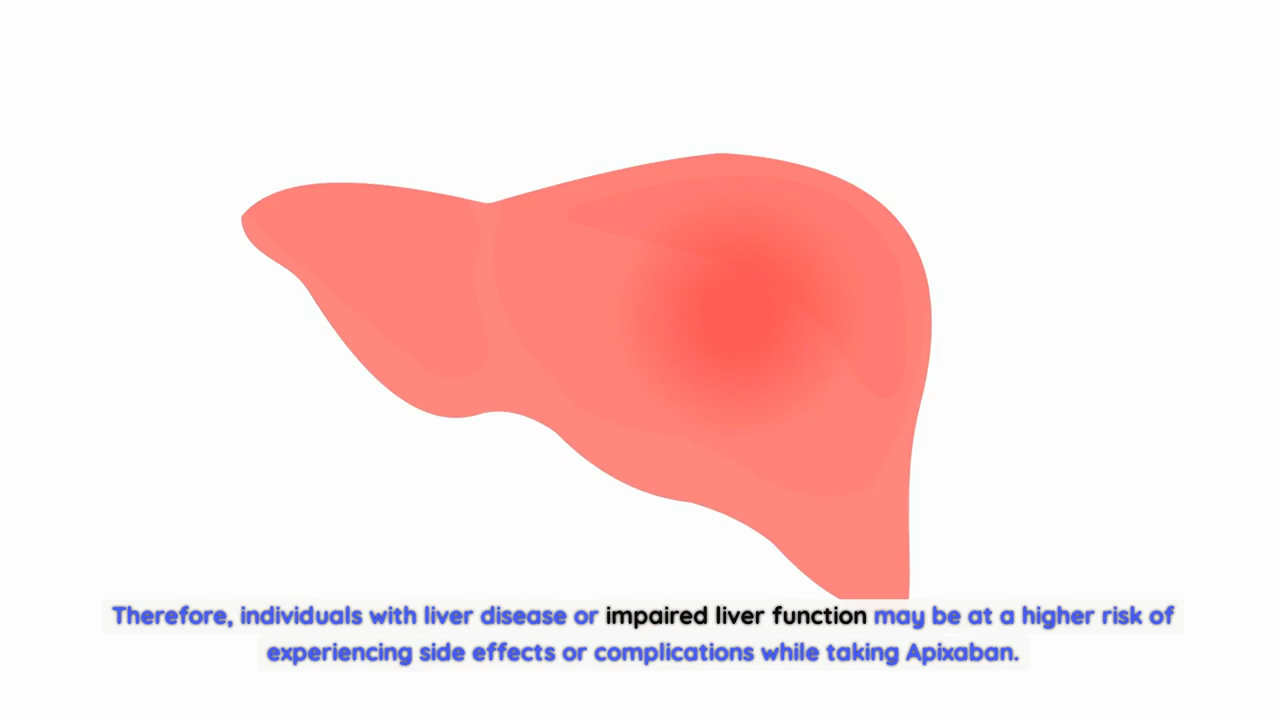 Therefore, individuals with liver disease or impaired liver function may be at a higher risk of
experiencing side effects or complications while taking Apixaban.